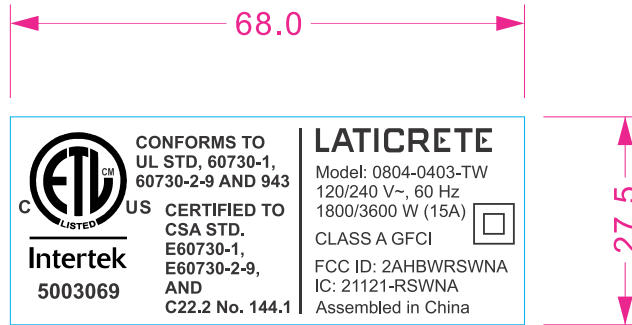 68.0
ETL
CM
LISTED
C
US
Intertek
5003069
CONFORMS TO
UL STD, 60730-1,
60730-2-9 AND 943
CERTIFIED TO
CSA STD.
E60730-1,
E60730-2-9,
AND
C22.2 No. 144.1
LATICRETE
Model: 0804-0403-TW
120/240 V~, 60 Hz
1800/3600 W (15A)
CLASS A GFCI
FCC ID: 2AHBWRSWNA
IC: 21121-RSWNA
Assembled in China
27.5